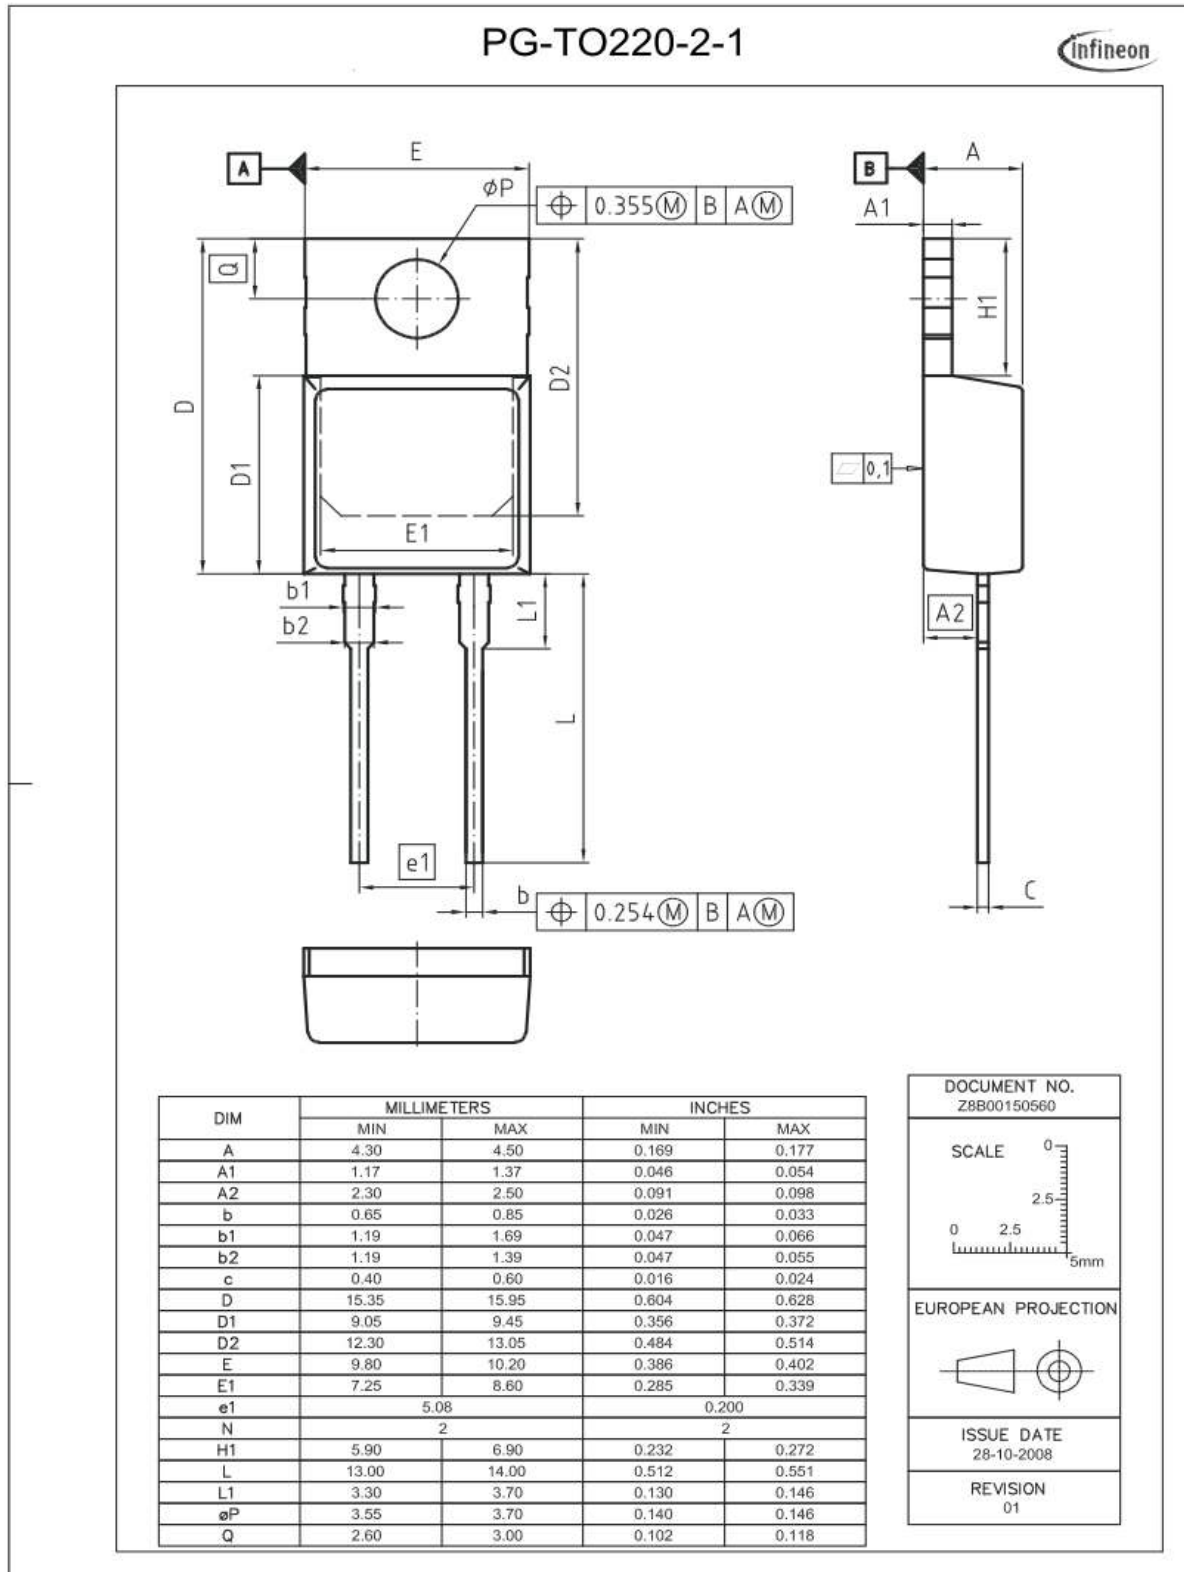 PG-TO220-2-1
infineon
A
E
B
A
øP
0.355 Ⓜ B A Ⓜ
A1
Q
H1
D2
D
D1
0,1
E1
b1
b2
L1
A2
L
e1
b
0.254 Ⓜ B A Ⓜ
C
DIM MILLIMETERS INCHES
MIN MAX MIN MAX
A 4.30 4.50 0.169 0.177
A1 1.17 1.37 0.046 0.054
A2 2.30 2.50 0.091 0.098
b 0.65 0.85 0.026 0.033
b1 1.19 1.69 0.047 0.066
b2 1.19 1.39 0.047 0.055
c 0.40 0.60 0.016 0.024
D 15.35 15.95 0.604 0.628
D1 9.05 9.45 0.356 0.372
D2 12.30 13.05 0.484 0.514
E 9.80 10.20 0.386 0.402
E1 7.25 8.60 0.285 0.339
e1 5.08 0.200
N 2 2
H1 5.90 6.90 0.232 0.272
L 13.00 14.00 0.512 0.551
L1 3.30 3.70 0.130 0.146
øP 3.55 3.70 0.140 0.146
Q 2.60 3.00 0.102 0.118
DOCUMENT NO.
Z8B00150560
SCALE
0
2.5
0 2.5
5mm
EUROPEAN PROJECTION
ISSUE DATE
28-10-2008
REVISION
01